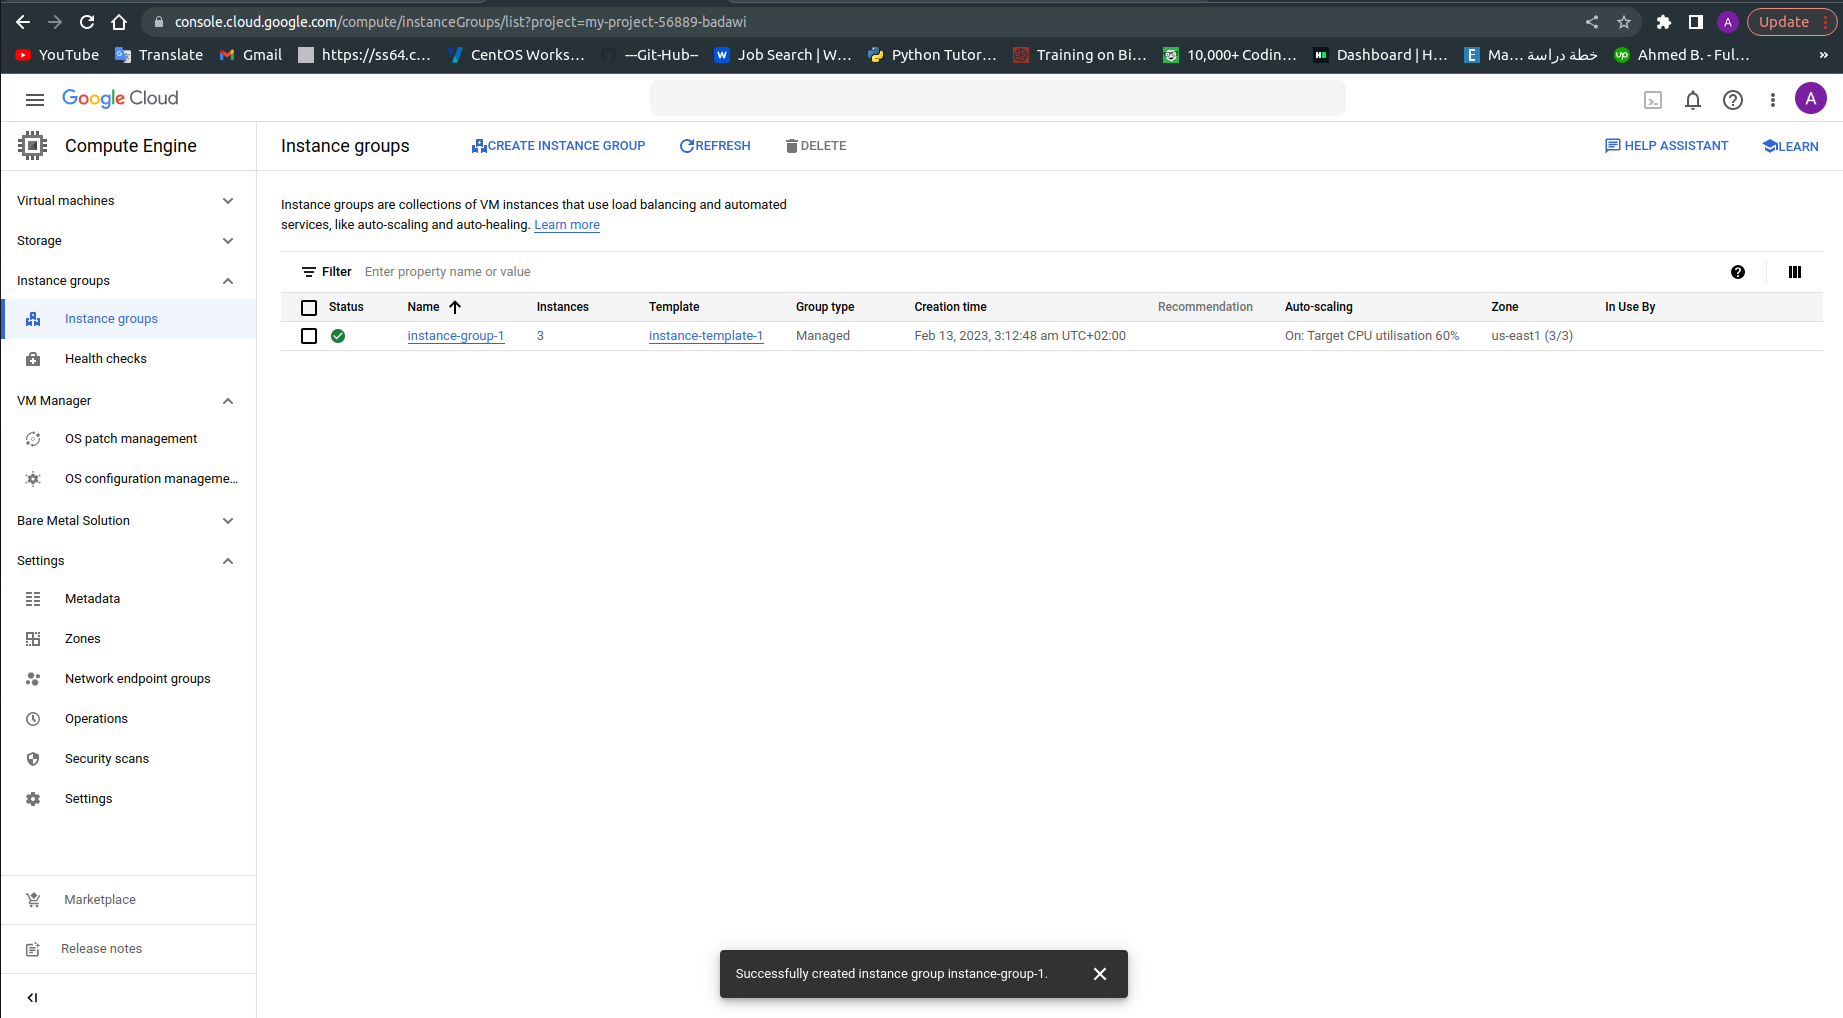 console.cloud.google.com/compute/instanceGroups/list?project=my-project-56889-badawi
A
Update
YouTube
Translate
Gmail
https://ss64.c...
CentOS Works...
---Git-Hub--
Job Search | W...
Python Tutor...
Training on Bi...
10,000+ Codin...
Dashboard | H...
Ma... خطة دراسة
Ahmed B. - Ful...
»
Google Cloud
A
Compute Engine
Instance groups
CREATE INSTANCE GROUP
REFRESH
DELETE
HELP ASSISTANT
LEARN
Virtual machines
Storage
Instance groups
Instance groups
Health checks
VM Manager
OS patch management
OS configuration manageme...
Bare Metal Solution
Settings
Metadata
Zones
Network endpoint groups
Operations
Security scans
Settings
Marketplace
Release notes
Instance groups are collections of VM instances that use load balancing and automated
services, like auto-scaling and auto-healing. Learn more
Filter Enter property name or value
Status Name Instances Template Group type Creation time Recommendation Auto-scaling Zone In Use By
instance-group-1 3 instance-template-1 Managed Feb 13, 2023, 3:12:48 am UTC+02:00 On: Target CPU utilisation 60% us-east1 (3/3)
Successfully created instance group instance-group-1.